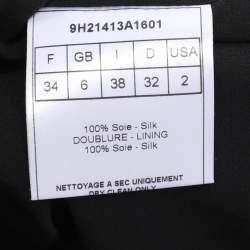 9H21413A1601
F GB I D USA
34 6 38 32 2
100% Soie - Silk
DOUBLURE - LINING
100% Soie - Silk
NETTOYAGE A SEC UNIQUEMENT
DRY CLEAN ONLY